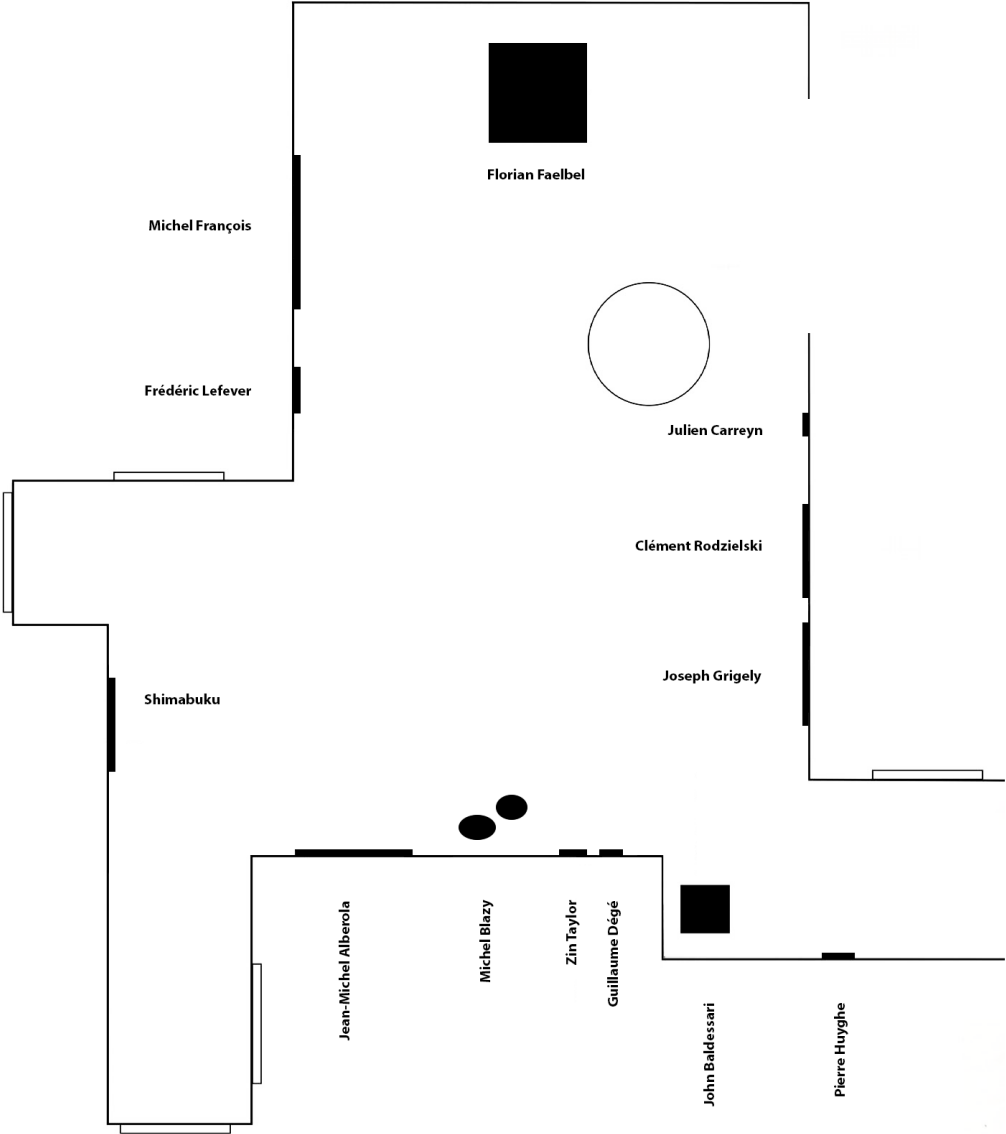 Florian Faelbel
Michel François
Frédéric Lefever
Julien Carreyn
Clément Rodzielski
Joseph Grigely
Shimabuku
Jean-Michel Alberola
Michel Blazy
Zin Taylor
Guillaume Dégé
John Baldessari
Pierre Huyghe